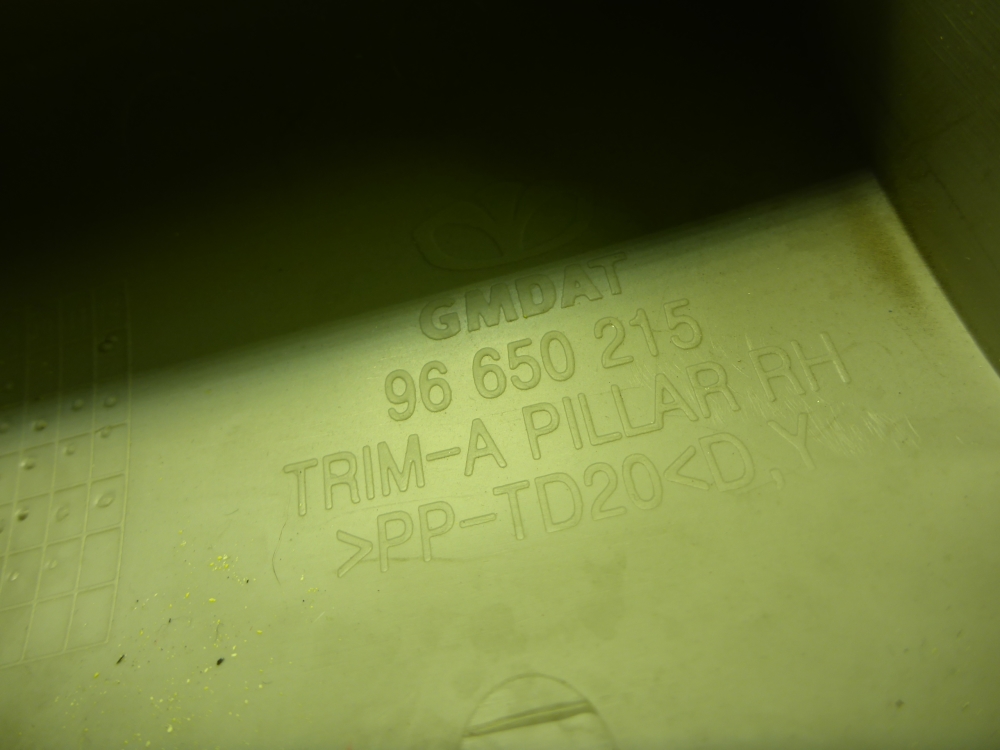 GMDAT
96 650 215
TRIM-A PILLAR RH
>PP-TD20<D,Y